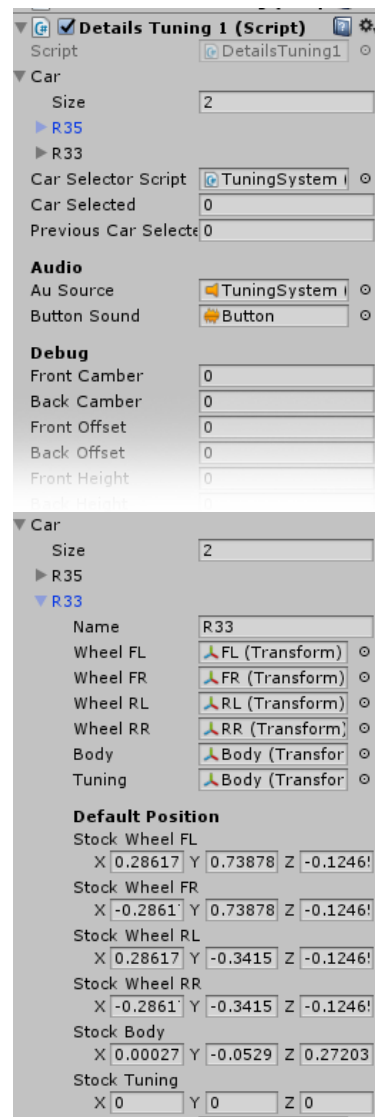 Details Tuning 1 (Script)
Script DetailsTuning1
Car
Size 2
R35
R33
Car Selector Script TuningSystem (
Car Selected 0
Previous Car Selecte 0
Audio
Au Source TuningSystem (
Button Sound Button
Debug
Front Camber 0
Back Camber 0
Front Offset 0
Back Offset 0
Front Height 0
Back Height 0
Car
Size 2
R35
R33
Name R33
Wheel FL FL (Transform)
Wheel FR FR (Transform)
Wheel RL RL (Transform)
Wheel RR RR (Transform)
Body Body (Transfor
Tuning Body (Transfor
Default Position
Stock Wheel FL
X 0.28617 Y 0.73878 Z -0.1246
Stock Wheel FR
X -0.2861 Y 0.73878 Z -0.1246
Stock Wheel RL
X 0.28617 Y -0.3415 Z -0.1246
Stock Wheel RR
X -0.2861 Y -0.3415 Z -0.1246
Stock Body
X 0.00027 Y -0.0529 Z 0.27203
Stock Tuning
X 0 Y 0 Z 0